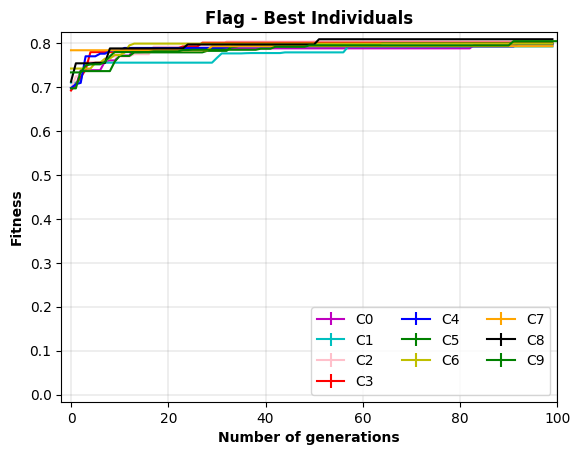 Flag - Best Individuals
Fitness
0.8
0.7
0.6
0.5
0.4
0.3
0.2
0.1
0.0
C0 C4 C7
C1 C5 C8
C2 C6 C9
C3
0 20 40 60 80 100
Number of generations